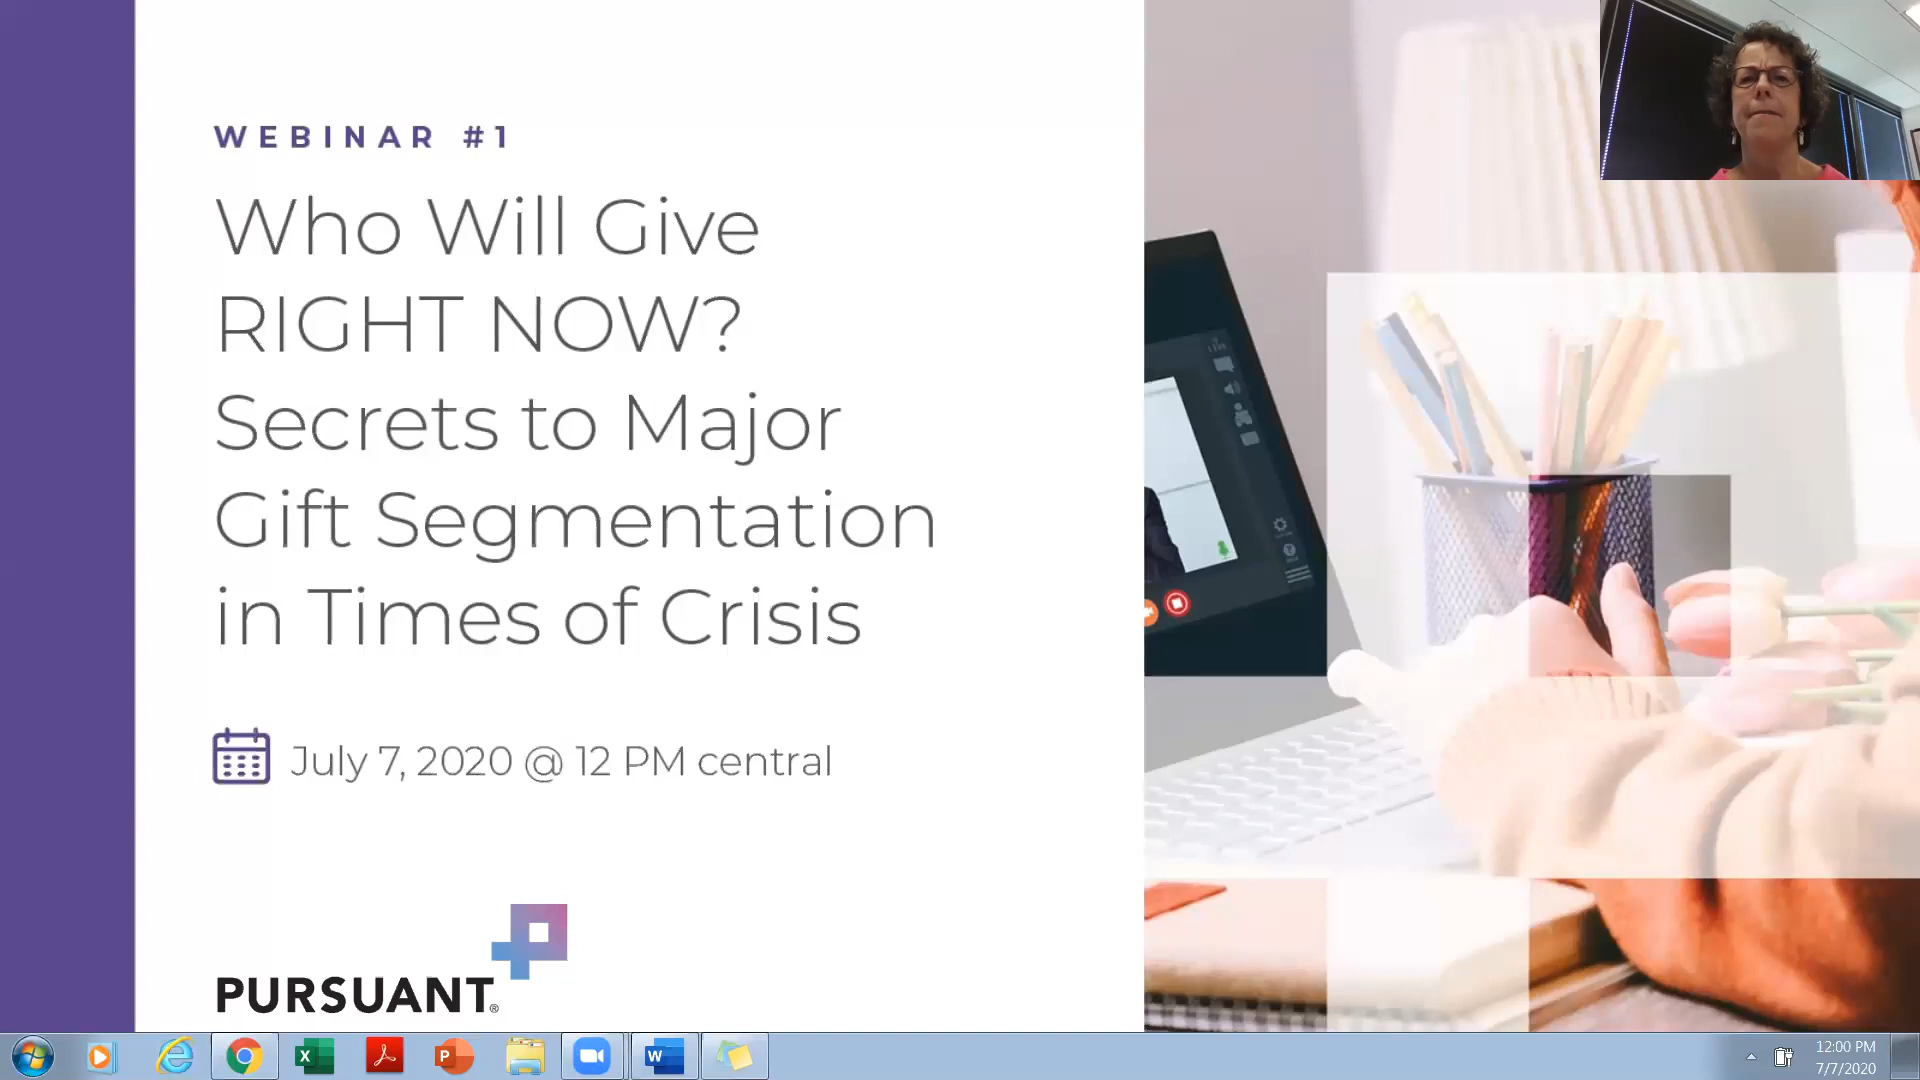 WEBINAR #1
Who Will Give
RIGHT NOW?
Secrets to Major
Gift Segmentation
in Times of Crisis
July 7, 2020 @ 12 PM central
PURSUANT®
12:00 PM
7/7/2020